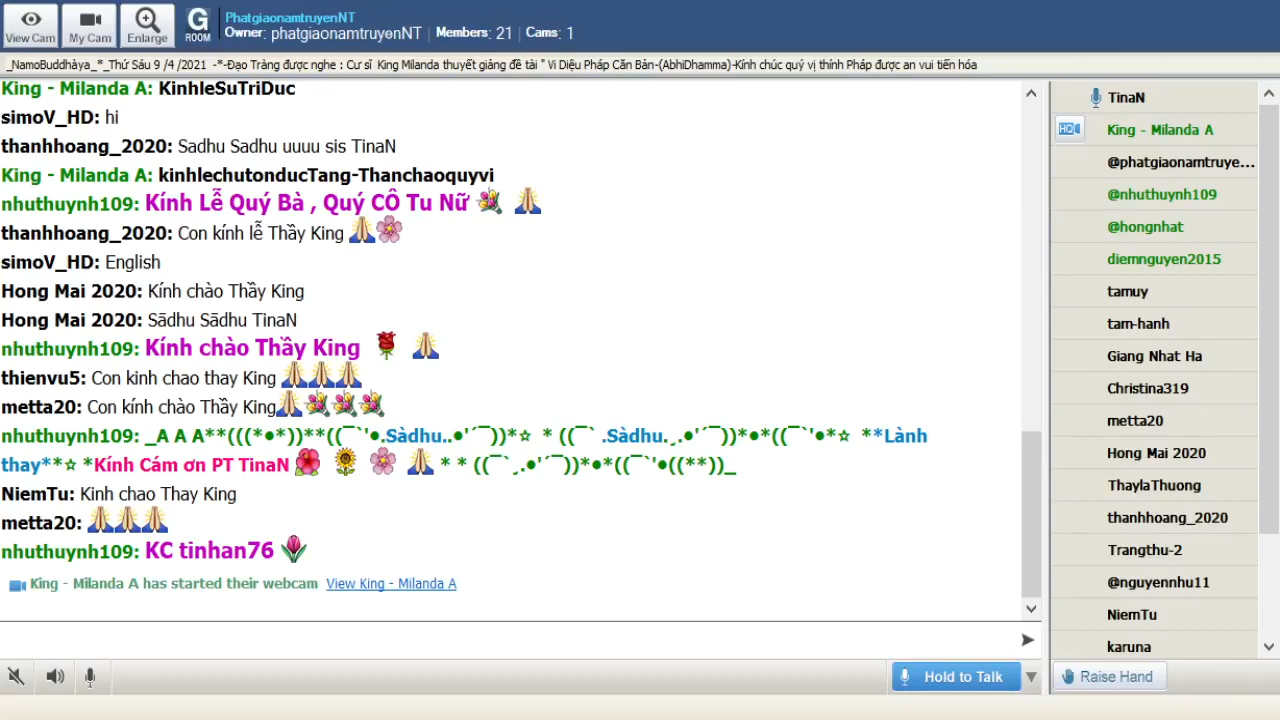 View Cam
My Cam
Enlarge
G
ROOM
PhatgiaonamtruyenNT
Owner: phatgiaonamtruyenNT | Members: 21 | Cams: 1
_NamoBuddhàya_*_Thứ Sáu 9 /4 /2021 -*-Đạo Tràng được nghe : Cư sĩ King Milanda thuyết giảng đề tài " Vi Diệu Pháp Căn Bản-(AbhiDhamma)-Kính chúc quý vị thính Pháp được an vui tiến hóa
King - Milanda A: KinhleSuTriDuc
simoV_HD: hi
thanhhoang_2020: Sadhu Sadhu uuuu sis TinaN
King - Milanda A: kinhlechutonducTang-Thanchaoquyvi
nhuthuynh109: Kính Lễ Quý Bà , Quý CÔ Tu Nữ 💐 🙏
thanhhoang_2020: Con kính lễ Thầy King 🙏🌸
simoV_HD: English
Hong Mai 2020: Kính chào Thầy King
Hong Mai 2020: Sādhu Sādhu TinaN
nhuthuynh109: Kính chào Thầy King 🌹 🙏
thienvu5: Con kinh chao thay King 🙏🙏🙏
metta20: Con kính chào Thầy King🙏💐💐💐
nhuthuynh109: _A A A**(((*•*))**((¯`'•.Sàdhu..•'´¯))*☆ * ((¯` .Sàdhu.¸.•'´¯))*•*((¯`'•*☆ **Lành
thay**☆ *Kính Cám ơn PT TinaN 🌺 🌻 🌸 🙏 * * ((¯`¸.•'´¯))*•*((¯`'•((**))_
NiemTu: Kinh chao Thay King
metta20: 🙏🙏🙏
nhuthuynh109: KC tinhan76 🌷
King - Milanda A has started their webcam View King - Milanda A
Hold to Talk
TinaN
HQ
King - Milanda A
@phatgiaonamtruye...
@nhuthuynh109
@hongnhat
diemnguyen2015
tamuy
tam-hanh
Giang Nhat Ha
Christina319
metta20
Hong Mai 2020
ThaylaThuong
thanhhoang_2020
Trangthu-2
@nguyennhu11
NiemTu
karuna
Raise Hand